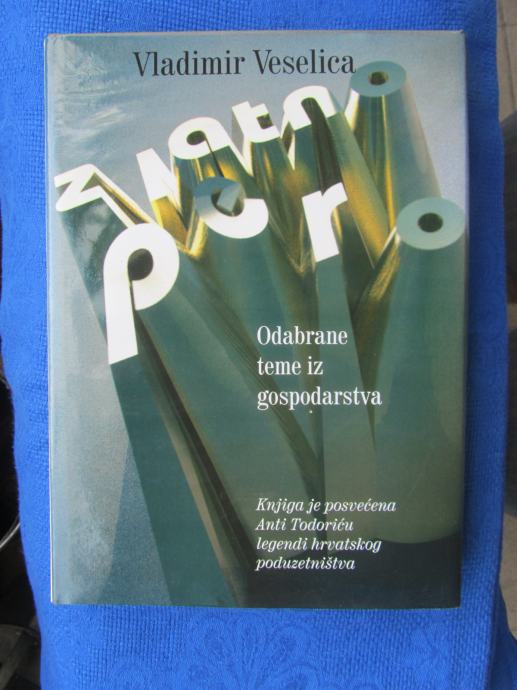 Vladimir Veselica
zlatno
pero
Odabrane
teme iz
gospodarstva
Knjiga je posvećena
Anti Todoriću
legendi hrvatskog
poduzetništva